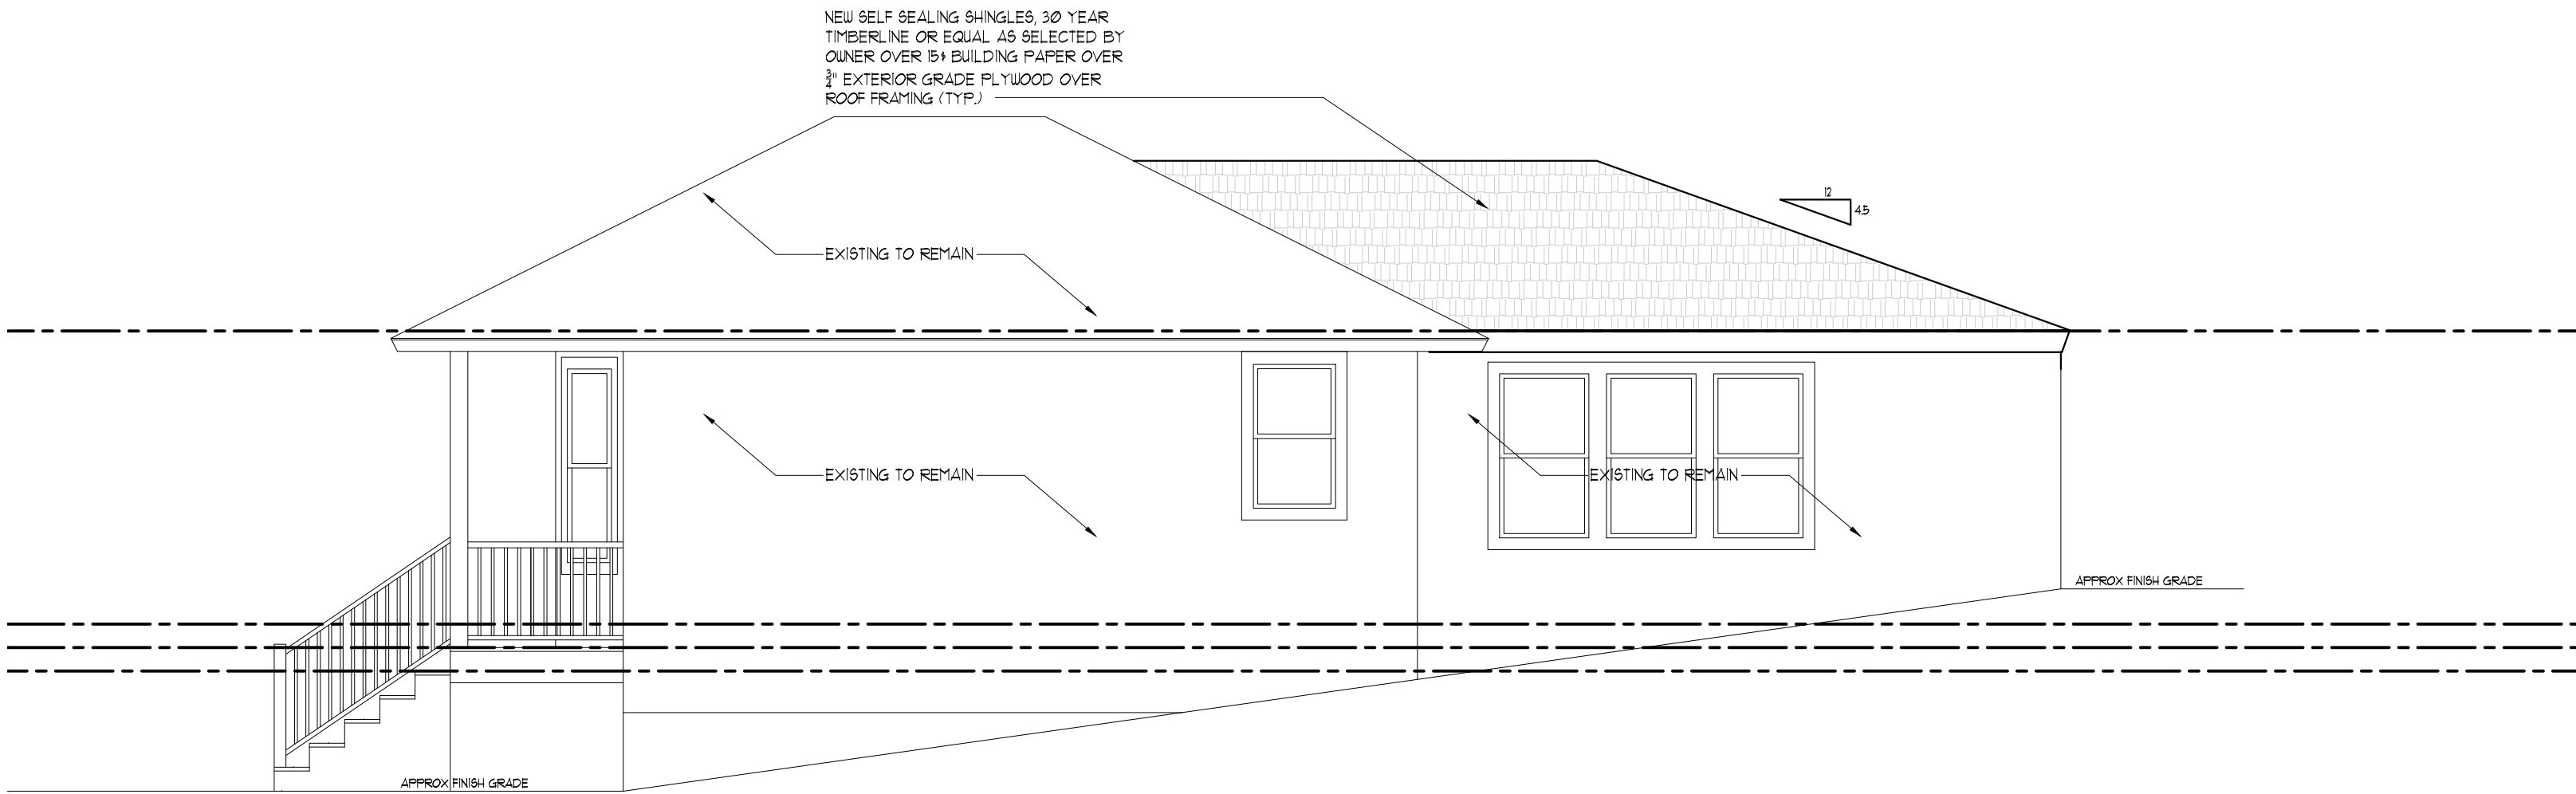 NEW SELF SEALING SHINGLES, 30 YEAR
TIMBERLINE OR EQUAL AS SELECTED BY
OWNER OVER 15# BUILDING PAPER OVER
3/4" EXTERIOR GRADE PLYWOOD OVER
ROOF FRAMING (TYP.)
12
4.5
EXISTING TO REMAIN
EXISTING TO REMAIN
EXISTING TO REMAIN
APPROX FINISH GRADE
APPROX FINISH GRADE